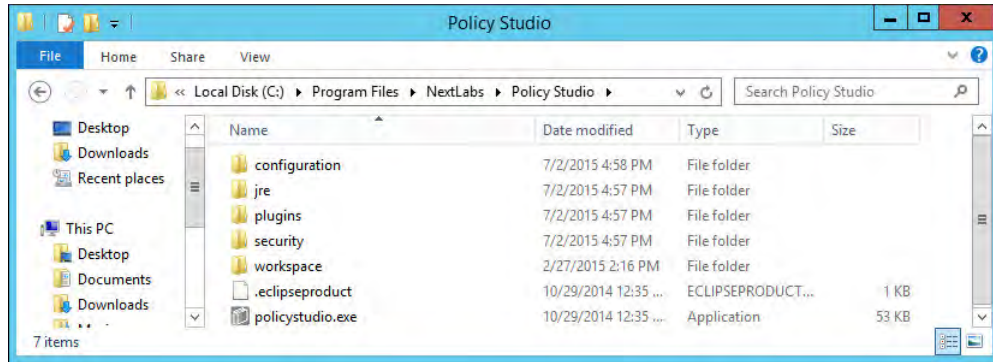 Policy Studio
File Home Share View
« Local Disk (C:) ▸ Program Files ▸ NextLabs ▸ Policy Studio ▸ Search Policy Studio
Desktop
Downloads
Recent places
This PC
Desktop
Documents
Downloads
Name Date modified Type Size
configuration 7/2/2015 4:58 PM File folder
jre 7/2/2015 4:57 PM File folder
plugins 7/2/2015 4:57 PM File folder
security 7/2/2015 4:57 PM File folder
workspace 2/27/2015 2:16 PM File folder
.eclipseproduct 10/29/2014 12:35 ... ECLIPSEPRODUCT... 1 KB
policystudio.exe 10/29/2014 12:35 ... Application 53 KB
7 items